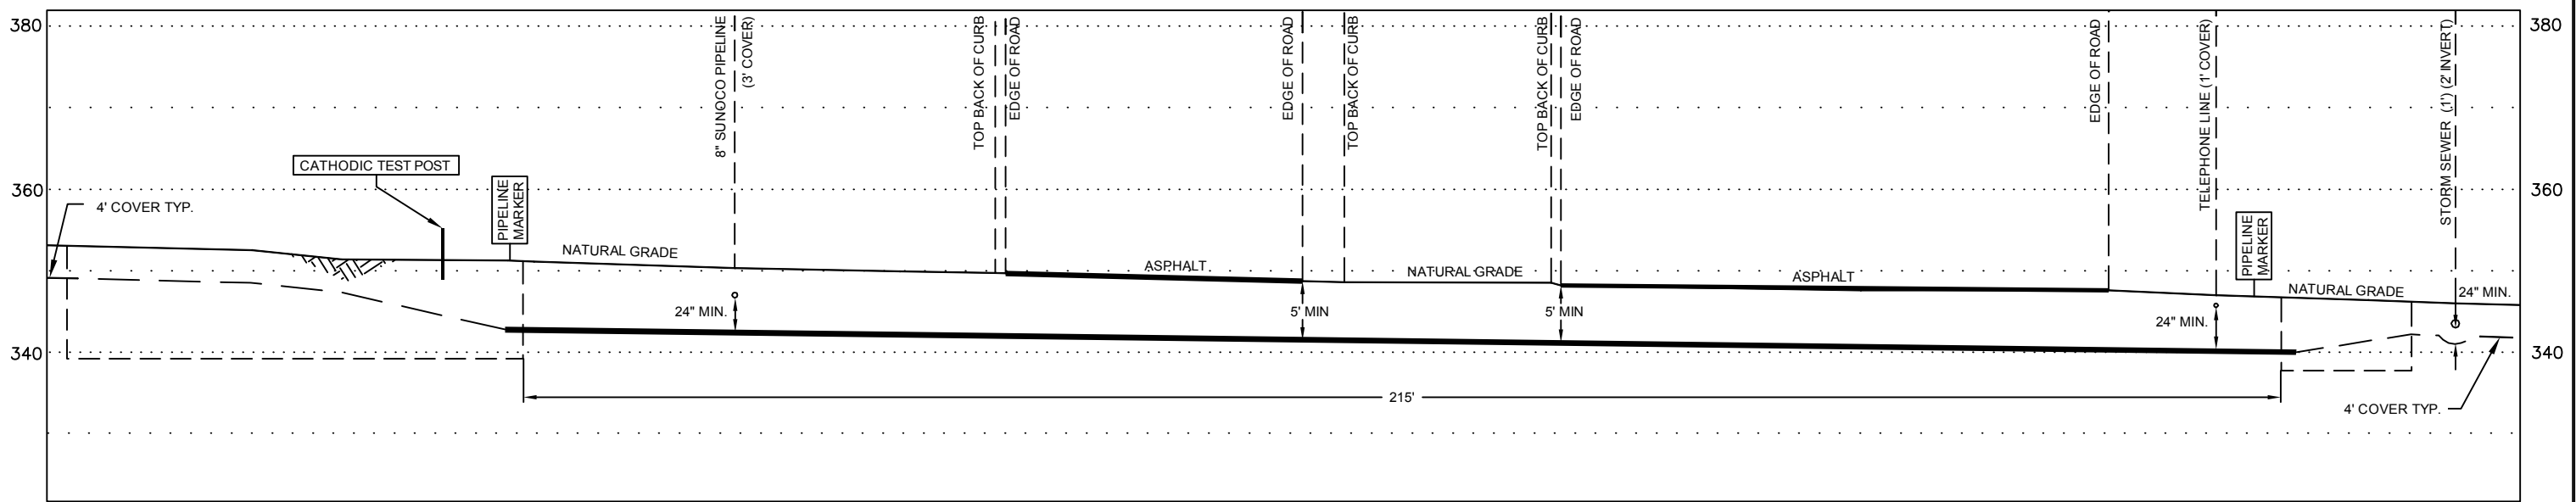 380
380
8" SUNOCO PIPELINE
(3' COVER)
TOP BACK OF CURB
EDGE OF ROAD
EDGE OF ROAD
TOP BACK OF CURB
TOP BACK OF CURB
EDGE OF ROAD
EDGE OF ROAD
TELEPHONE LINE (1' COVER)
STORM SEWER (1') (2' INVERT)
CATHODIC TEST POST
360
360
PIPELINE
MARKER
4' COVER TYP.
PIPELINE
MARKER
NATURAL GRADE
ASPHALT
NATURAL GRADE
ASPHALT
NATURAL GRADE
24" MIN.
24" MIN.
5' MIN
5' MIN
24" MIN.
340
340
215'
4' COVER TYP.